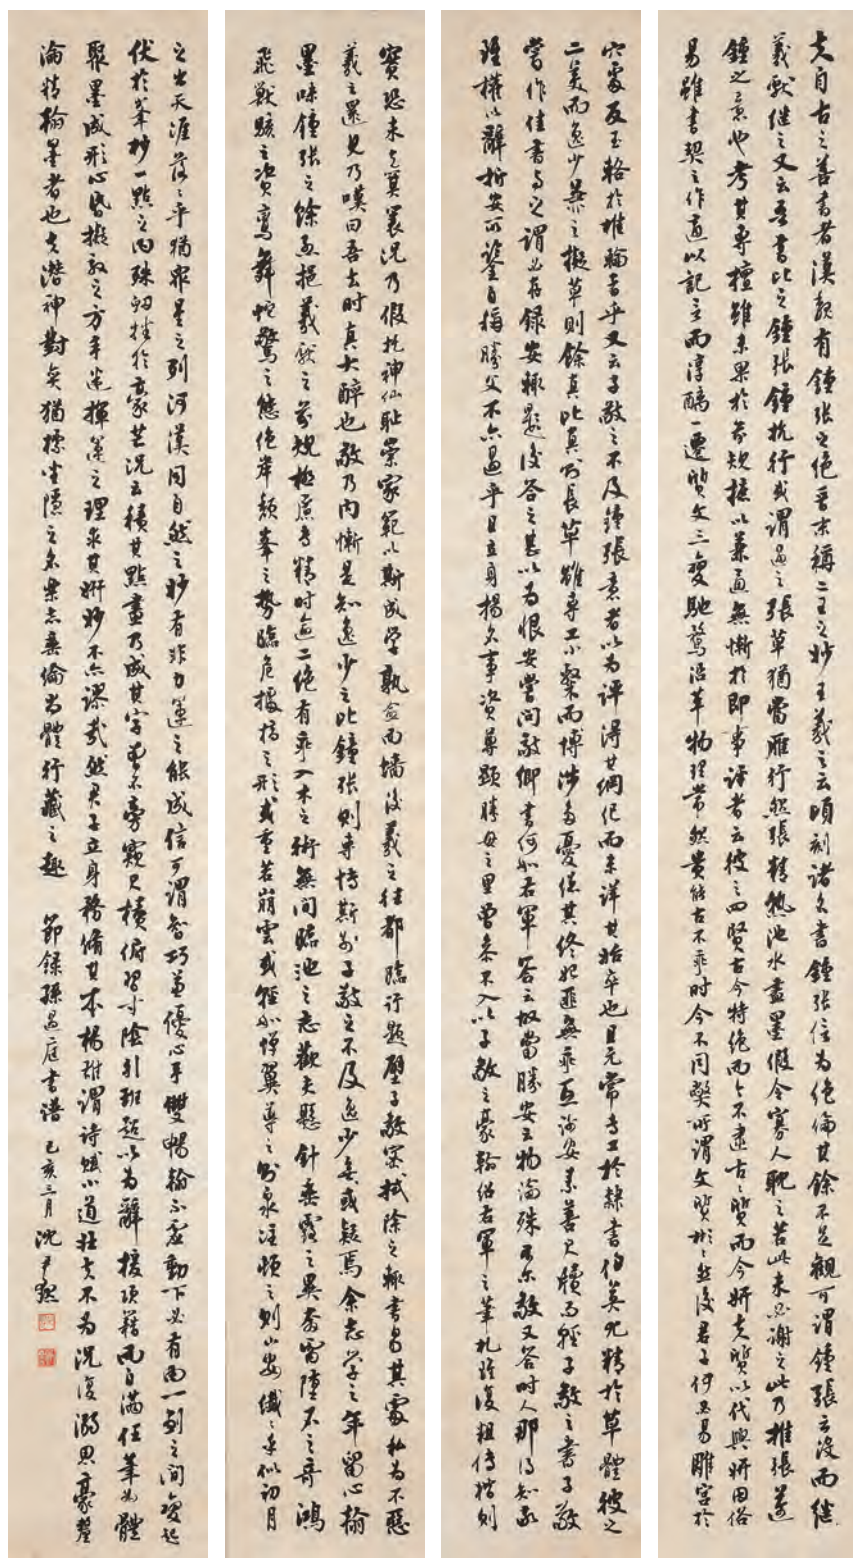 夫自古之善書者漢魏有鍾張之絕晉末稱二王之妙王羲之云頃尋諸名書鍾張信為絕倫其餘不足觀可謂鍾張云沒而繼
羲獻繼之又云吾書比之鍾張鍾抗行或謂過之張草猶當雁行然張精熟池水盡墨假令寡人耽之若此未必謝之此乃推張邁
鍾之意也考其專擅雖未果於前規摭以兼通無慚於即事評者云彼之四賢古今特絕而今不逮古古質而今妍夫質以代興妍因俗
易雖書契之作適以記言而淳醨一遷質文三變馳騖沿革物理常然貴能古不乖時今不同弊所謂文質彬彬然後君子何必易雕宮於
穴處反玉輅於椎輪者乎又云子敬之不及鍾張意者以為評得其綱紀而未詳其始卒也且元常專工於隸書伯英尤精於草體彼之
二美而逸少兼之擬草則餘真比真則長草雖專工小劣而博涉多優總其終始匪無乖互謝安素善尺牘而輕子敬之書子敬
嘗作佳書與之謂必存錄安輒題後答之甚以為恨安嘗問敬卿書何如右軍答云故當勝安云物論殊不爾敬又答時人那得知敬
雖權以辭折安所鑒自稱勝父不亦過乎且立身揚名事資尊顯勝母之里曾參不入以子敬之豪翰紹右軍之筆札雖復粗傳楷則
實恐未克箕裘況乃假托神仙恥崇家範以斯成學孰愈面牆後羲之往都臨行題壁子敬密拭除之輒書易其處私為不惡
羲之還見乃嘆曰吾去時真大醉也敬乃內慚是知逸少之比鍾張則專博斯別子敬之不及逸少無或疑焉余志學之年留心翰
墨味鍾張之餘烈挹羲獻之前規極慮專精時逾二紀有乖入木之術無間臨池之志觀夫懸針垂露之異奔雷墜石之奇鴻
飛獸駭之資鸞舞蛇驚之態絕岸頹峯之勢臨危據槁之形或重若崩雲或輕如蟬翼導之則泉注頓之則山安纖纖乎似初月
之出天涯落落乎猶眾星之列河漢同自然之妙有非力運之能成信可謂智巧兼優心手雙暢翰不虛動下必有由一畫之間變起
伏於峯杪一點之內殊衄挫於豪芒況云積其點畫乃成其字曾不旁窺尺牘俯習寸陰引班超以為辭援項籍而自滿任筆為體
聚墨成形心昏擬效之方手迷揮運之理求其妍妙不亦謬哉然君子立身務修其本楊雄謂詩賦小道壯夫不為況復溺思豪釐
淪精翰墨者也夫潛神對奕猶標坐隱之名樂志垂綸尚體行藏之趣 節錄孫過庭書譜 己亥三月 沈尹默